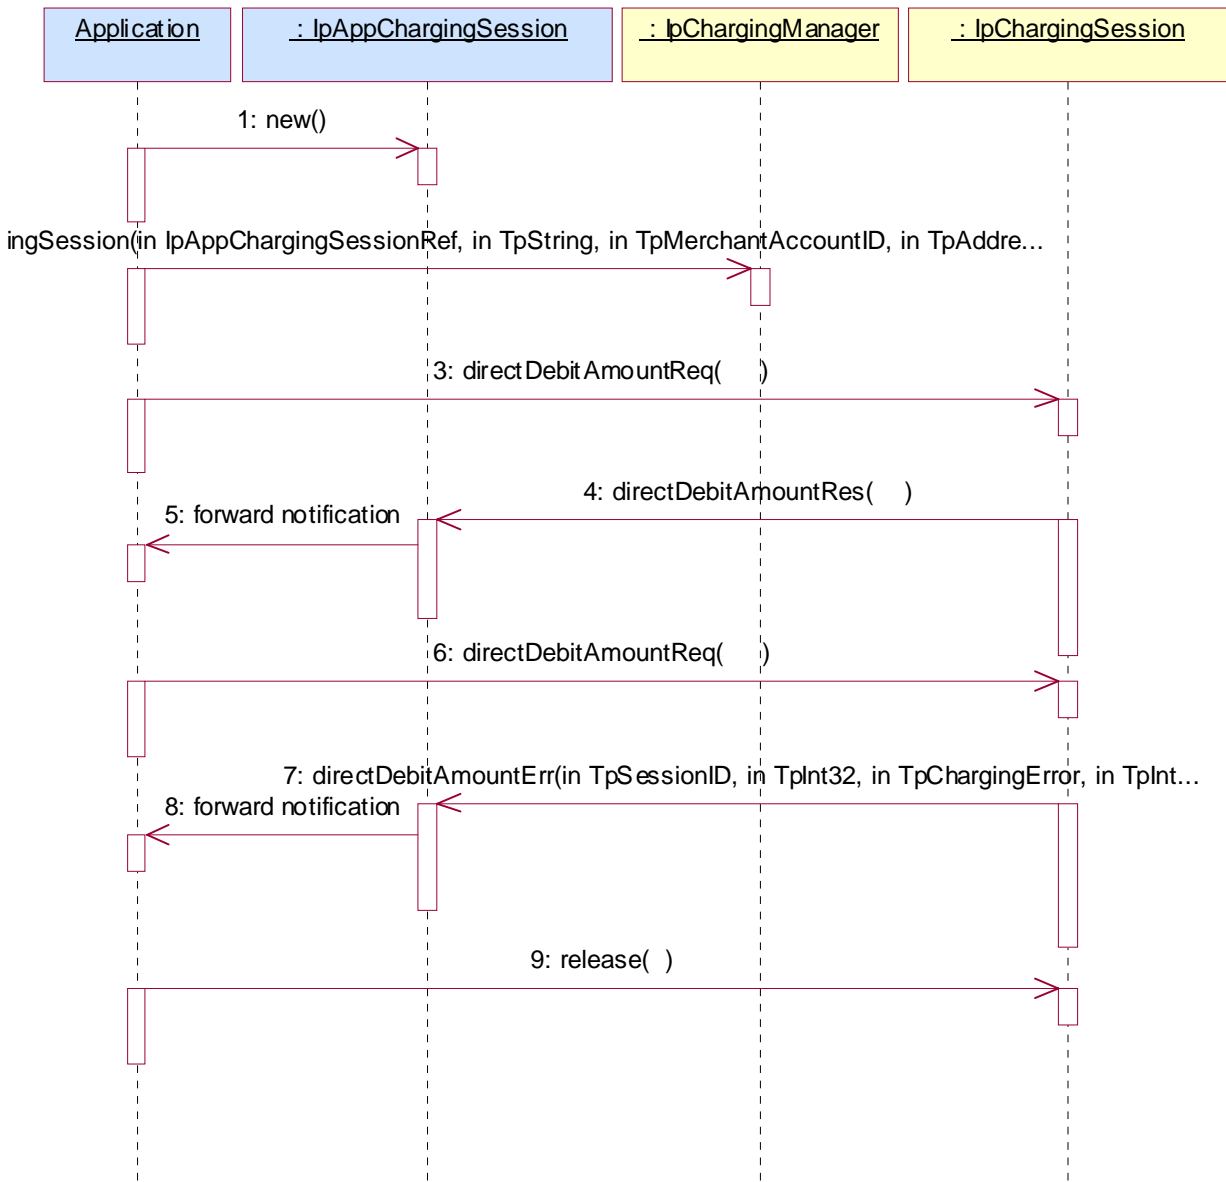 Application
: IpAppChargingSession
: IpChargingManager
: IpChargingSession
1: new()
ingSession(in IpAppChargingSessionRef, in TpString, in TpMerchantAccountID, in TpAddre...
3: directDebitAmountReq( )
4: directDebitAmountRes( )
5: forward notification
6: directDebitAmountReq( )
7: directDebitAmountErr(in TpSessionID, in TpInt32, in TpChargingError, in TpInt...
8: forward notification
9: release( )